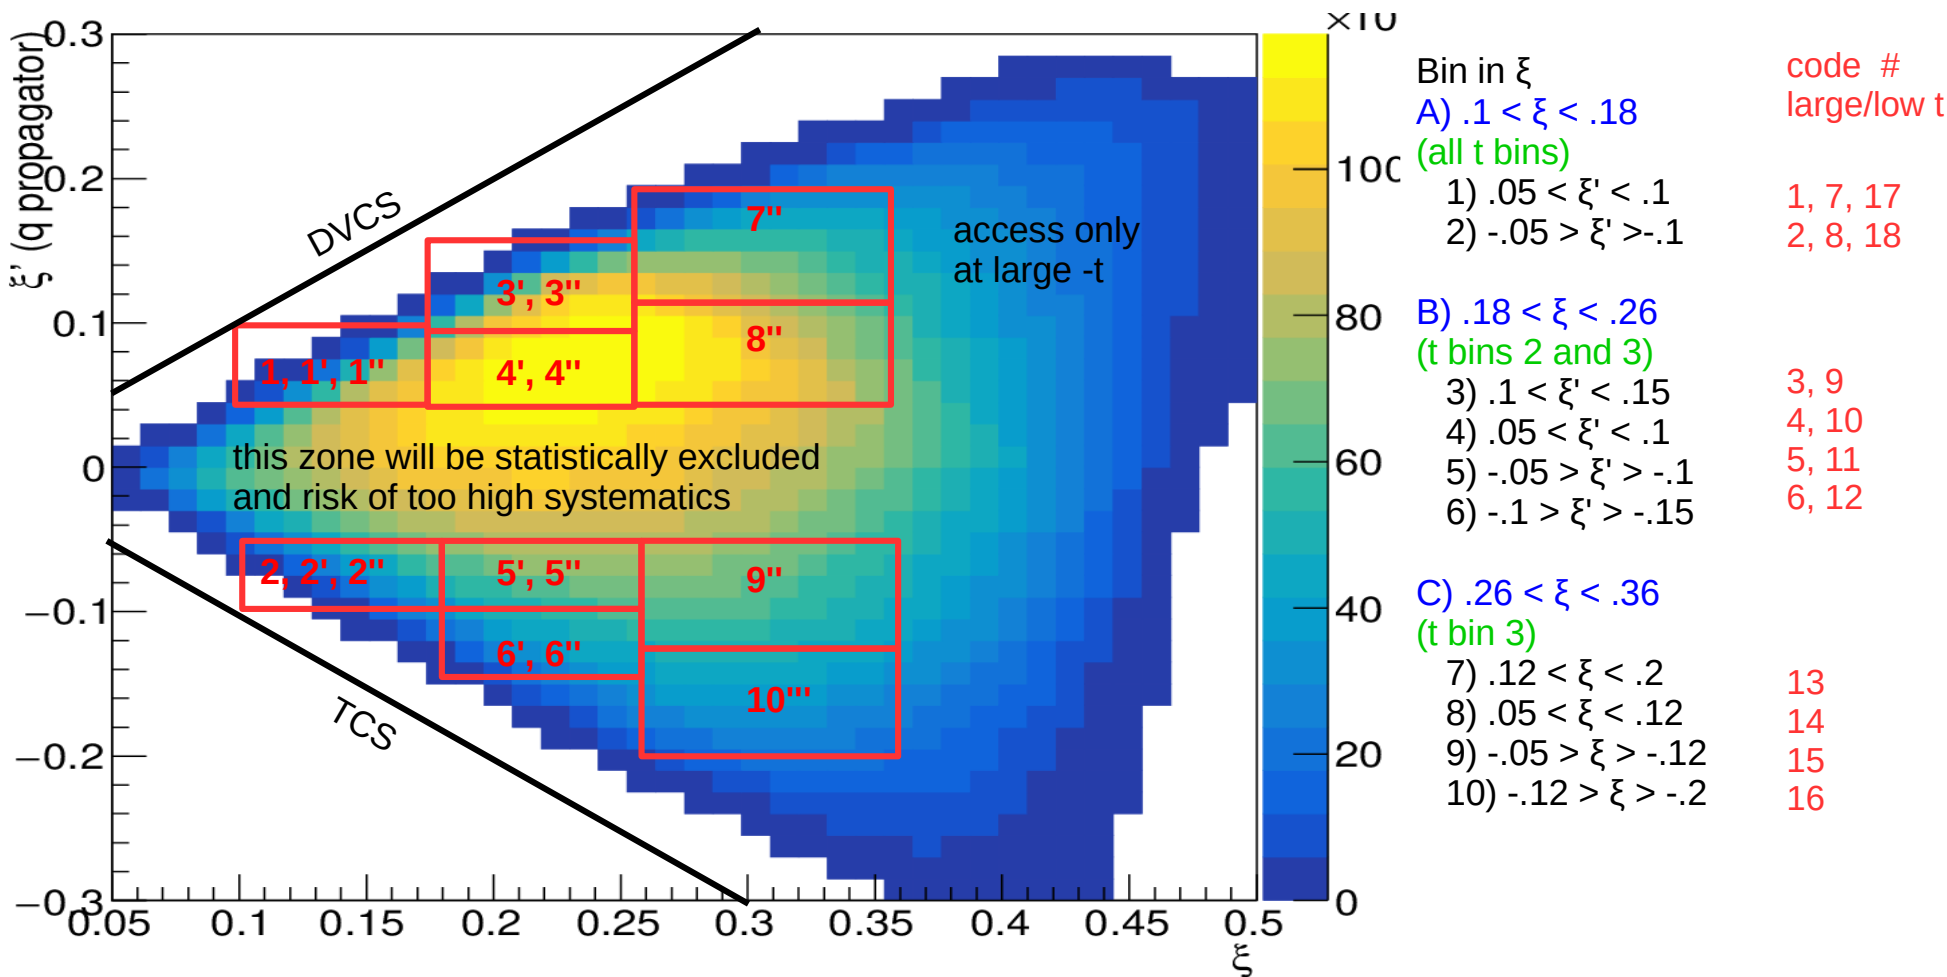 ×10
ξ' (q propagator)
0.3
0.2
0.1
0
−0.1
−0.2
−0.3
0.05
0.1
0.15
0.2
0.25
0.3
0.35
0.4
0.45
0.5
ξ
100
80
60
40
20
0
DVCS
TCS
7''
access only
at large -t
3', 3''
8''
1, 1', 1''
4', 4''
this zone will be statistically excluded
and risk of too high systematics
2, 2', 2''
5', 5''
9''
6', 6''
10'''
Bin in ξ
A) .1 < ξ < .18
(all t bins)
1) .05 < ξ' < .1
2) -.05 > ξ' >-.1
B) .18 < ξ < .26
(t bins 2 and 3)
3) .1 < ξ' < .15
4) .05 < ξ' < .1
5) -.05 > ξ' > -.1
6) -.1 > ξ' > -.15
C) .26 < ξ < .36
(t bin 3)
7) .12 < ξ < .2
8) .05 < ξ < .12
9) -.05 > ξ > -.12
10) -.12 > ξ > -.2
code #
large/low t
1, 7, 17
2, 8, 18
3, 9
4, 10
5, 11
6, 12
13
14
15
16